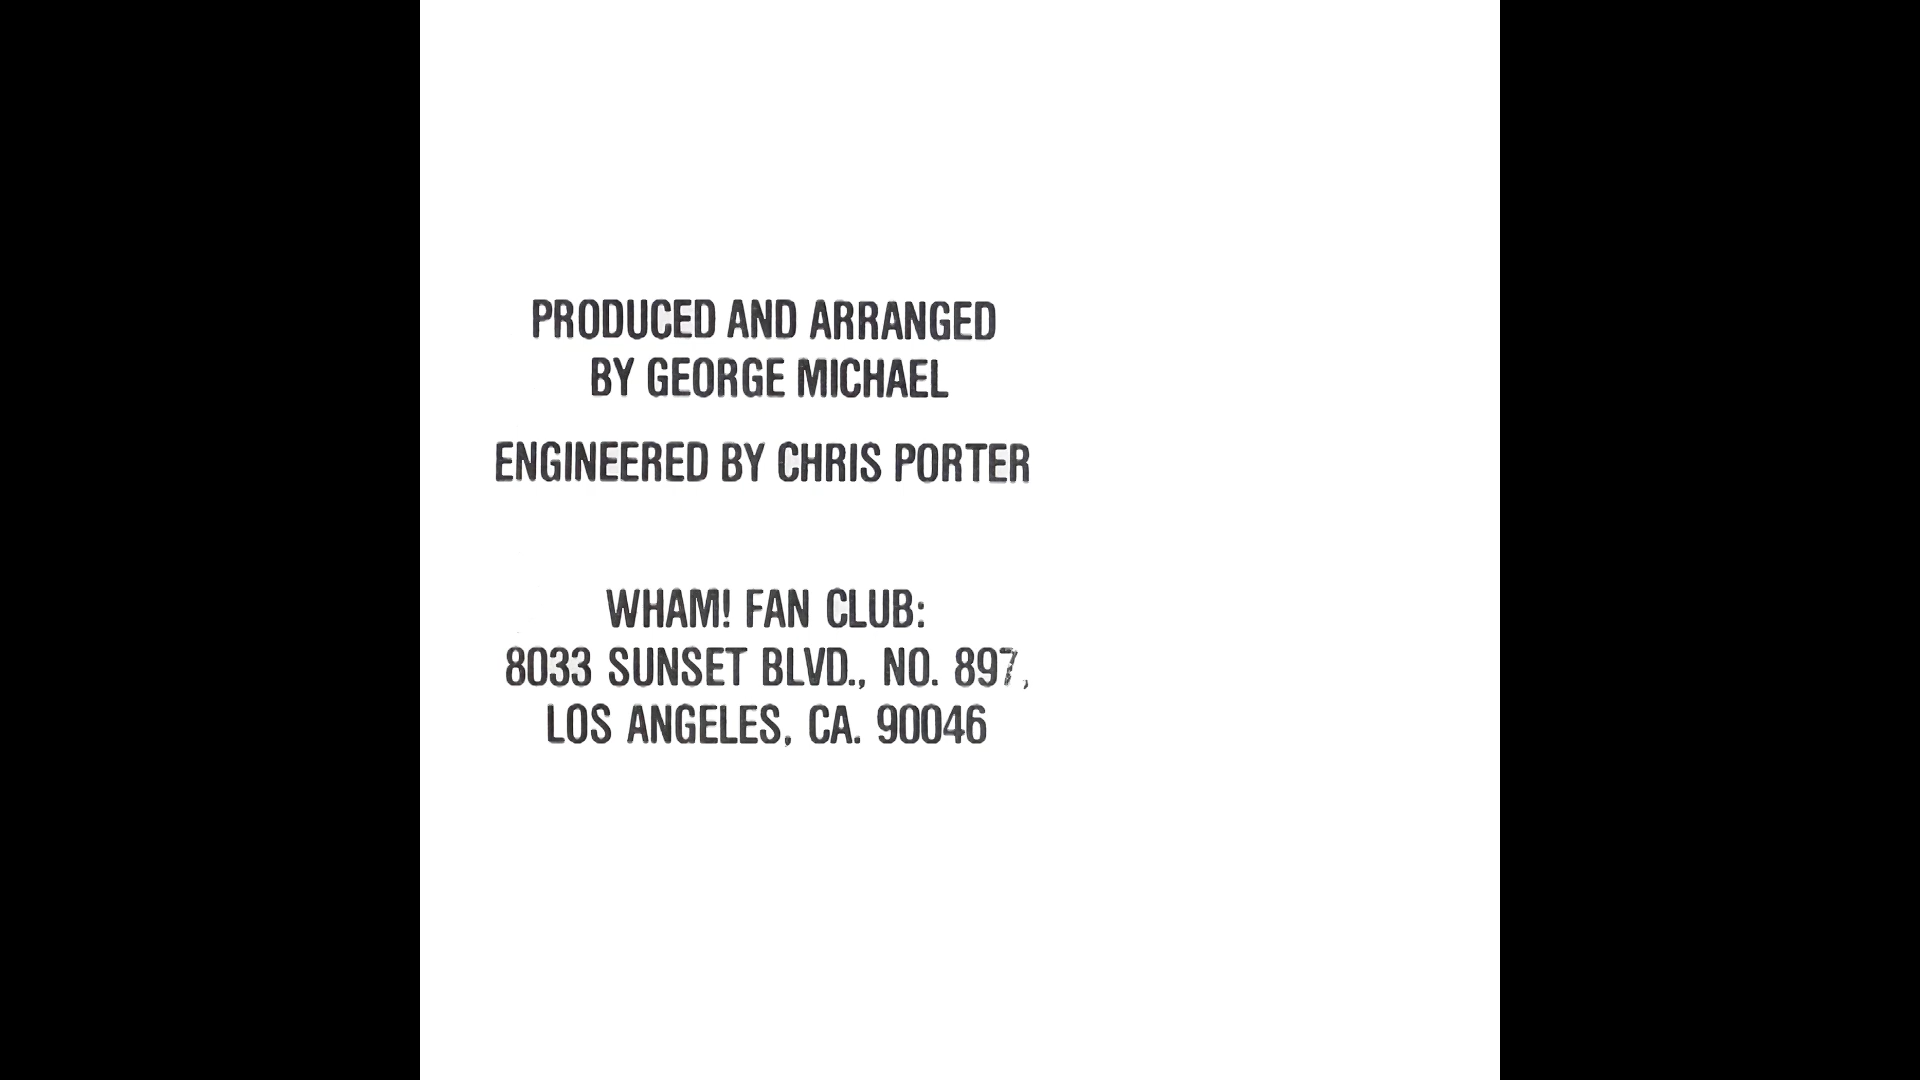 PRODUCED AND ARRANGED
BY GEORGE MICHAEL
ENGINEERED BY CHRIS PORTER
WHAM! FAN CLUB:
8033 SUNSET BLVD., NO. 897,
LOS ANGELES, CA. 90046